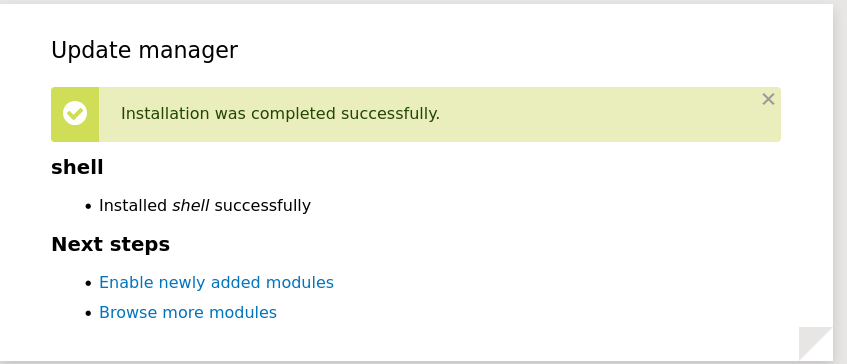 Update manager
Installation was completed successfully.
shell
Installed shell successfully
Next steps
Enable newly added modules
Browse more modules